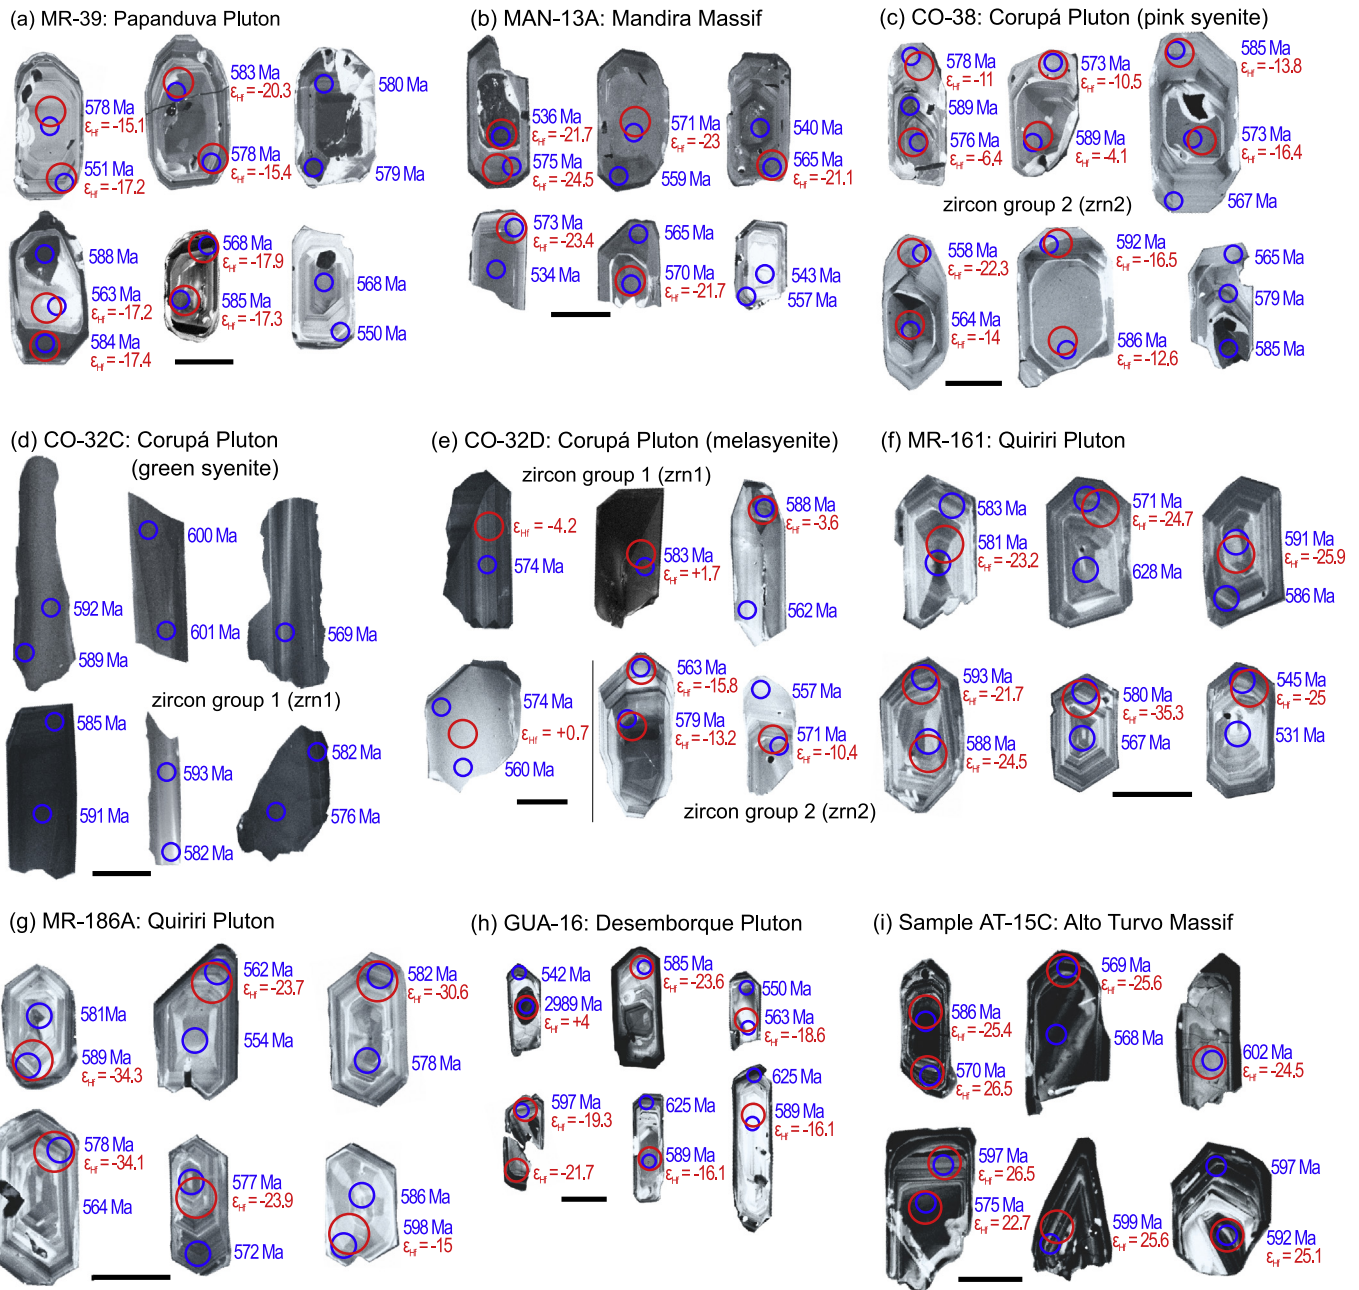 (a) MR-39: Papanduva Pluton
578 Ma
εHf = -15.1
551 Ma
εHf = -17.2
583 Ma
εHf = -20.3
578 Ma
εHf = -15.4
580 Ma
579 Ma
588 Ma
563 Ma
εHf = -17.2
584 Ma
εHf = -17.4
568 Ma
εHf = -17.9
585 Ma
εHf = -17.3
568 Ma
550 Ma
(b) MAN-13A: Mandira Massif
536 Ma
εHf = -21.7
575 Ma
εHf = -24.5
571 Ma
εHf = -23
559 Ma
540 Ma
565 Ma
εHf = -21.1
573 Ma
εHf = -23.4
534 Ma
565 Ma
570 Ma
εHf = -21.7
543 Ma
557 Ma
(c) CO-38: Corupá Pluton (pink syenite)
578 Ma
εHf = -11
589 Ma
576 Ma
εHf = -6.4
573 Ma
εHf = -10.5
589 Ma
εHf = -4.1
585 Ma
εHf = -13.8
573 Ma
εHf = -16.4
567 Ma
zircon group 2 (zrn2)
558 Ma
εHf = -22.3
564 Ma
εHf = -14
592 Ma
εHf = -16.5
586 Ma
εHf = -12.6
565 Ma
579 Ma
585 Ma
(d) CO-32C: Corupá Pluton
(green syenite)
592 Ma
589 Ma
600 Ma
601 Ma
569 Ma
zircon group 1 (zrn1)
585 Ma
591 Ma
593 Ma
582 Ma
582 Ma
576 Ma
(e) CO-32D: Corupá Pluton (melasyenite)
zircon group 1 (zrn1)
εHf = -4.2
574 Ma
583 Ma
εHf = +1.7
588 Ma
εHf = -3.6
562 Ma
574 Ma
εHf = +0.7
560 Ma
563 Ma
εHf = -15.8
579 Ma
εHf = -13.2
557 Ma
571 Ma
εHf = -10.4
zircon group 2 (zrn2)
(f) MR-161: Quiriri Pluton
583 Ma
581 Ma
εHf = -23.2
571 Ma
εHf = -24.7
628 Ma
591 Ma
εHf = -25.9
586 Ma
593 Ma
εHf = -21.7
588 Ma
εHf = -24.5
580 Ma
εHf = -35.3
567 Ma
545 Ma
εHf = -25
531 Ma
(g) MR-186A: Quiriri Pluton
581Ma
589 Ma
εHf = -34.3
562 Ma
εHf = -23.7
554 Ma
582 Ma
εHf = -30.6
578 Ma
578 Ma
εHf = -34.1
564 Ma
577 Ma
εHf = -23.9
572 Ma
586 Ma
598 Ma
εHf = -15
(h) GUA-16: Desemborque Pluton
542 Ma
2989 Ma
εHf = +4
585 Ma
εHf = -23.6
550 Ma
563 Ma
εHf = -18.6
597 Ma
εHf = -19.3
εHf = -21.7
625 Ma
589 Ma
εHf = -16.1
625 Ma
589 Ma
εHf = -16.1
(i) Sample AT-15C: Alto Turvo Massif
586 Ma
εHf = -25.4
570 Ma
εHf = 26.5
569 Ma
εHf = -25.6
568 Ma
602 Ma
εHf = -24.5
597 Ma
εHf = 26.5
575 Ma
εHf = 22.7
599 Ma
εHf = 25.6
597 Ma
592 Ma
εHf = 25.1